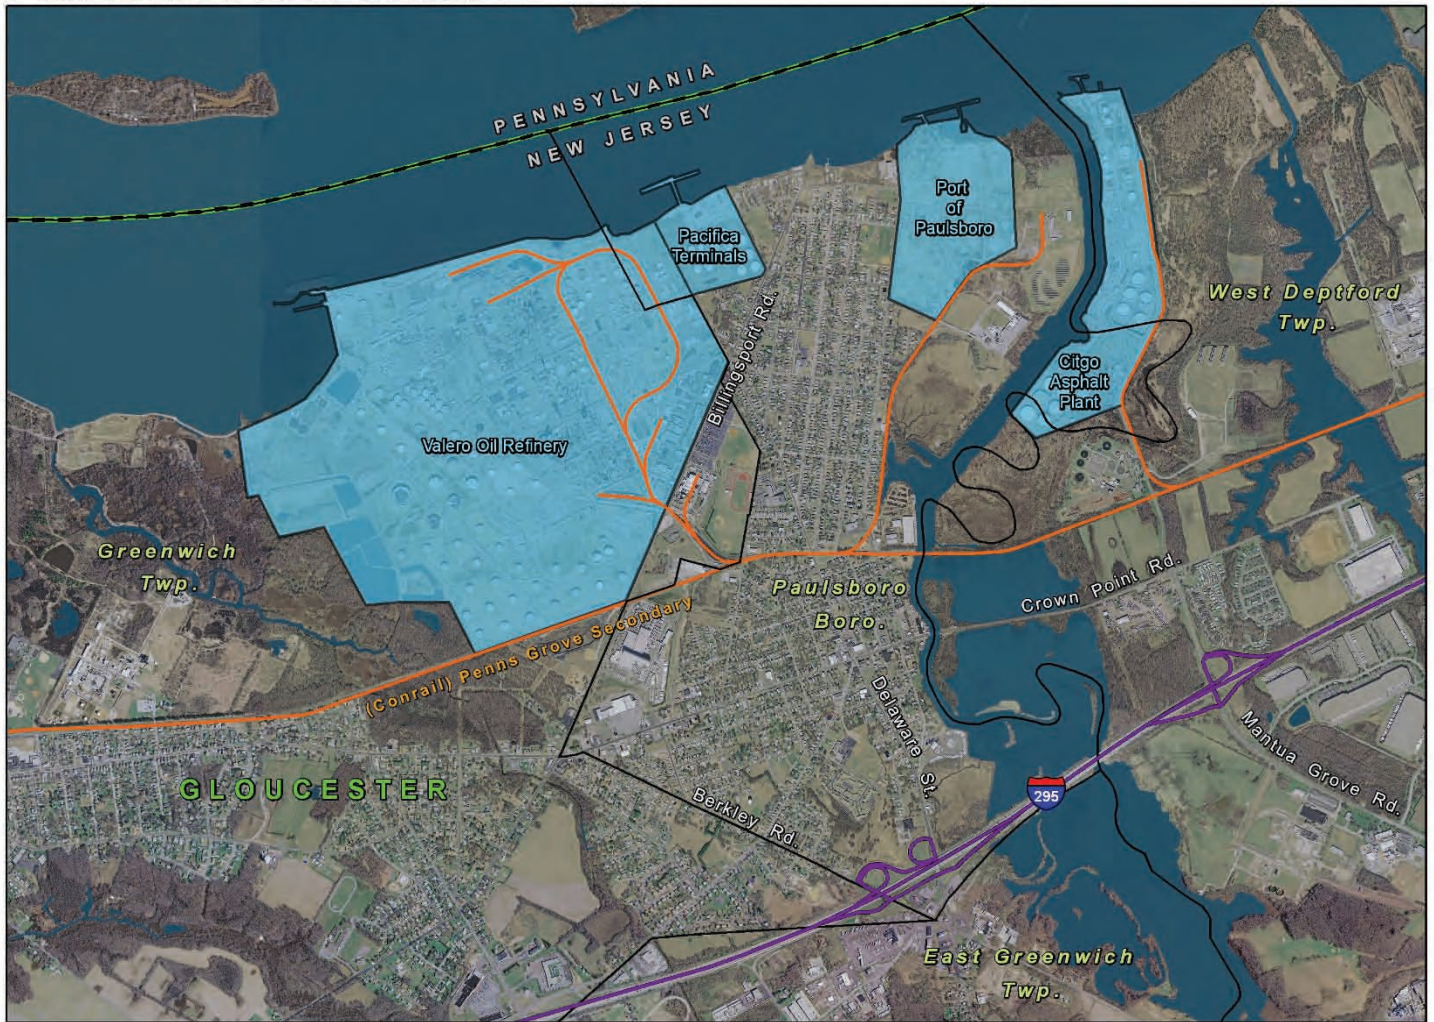 PENNSYLVANIA
NEW JERSEY
Pacifica
Terminals
Port
of
Paulsboro
West Deptford
Twp.
Billingsport Rd.
Citgo
Asphalt
Plant
Valero Oil Refinery
Greenwich
Twp.
Paulsboro
Boro.
Crown Point Rd.
(Conrail) Penns Grove Secondary
Delaware St.
Mantua Grove Rd.
GLOUCESTER
295
Berkley Rd.
East Greenwich
Twp.